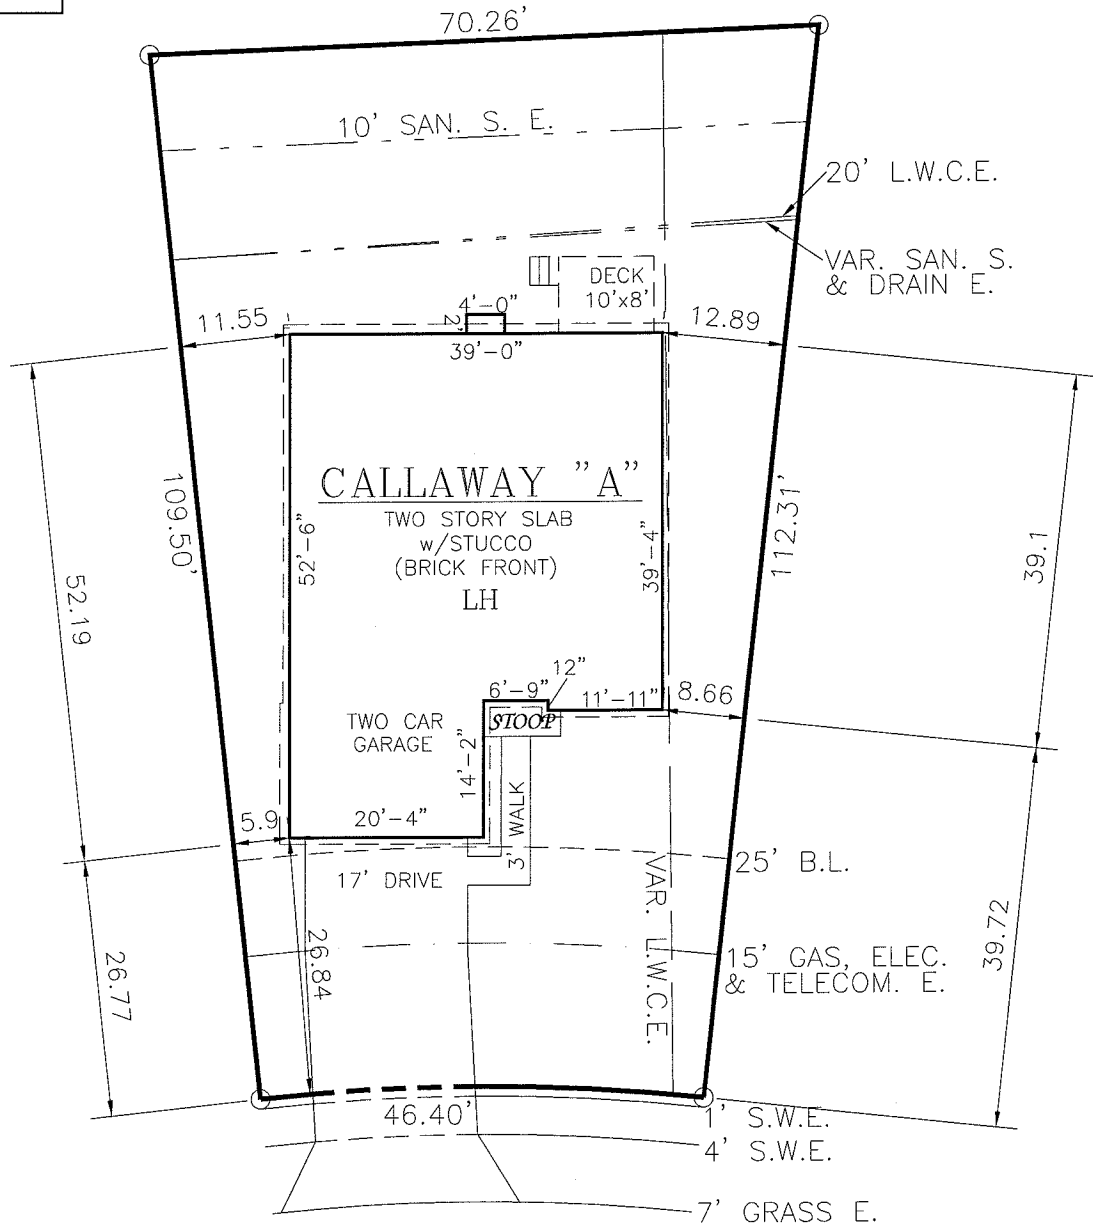 70.26'
10' SAN. S. E.
20' L.W.C.E.
VAR. SAN. S.
& DRAIN E.
DECK
10'x8'
4'-0"
2'
11.55
12.89
39'-0"
CALLAWAY "A"
TWO STORY SLAB
w/STUCCO
(BRICK FRONT)
LH
109.50'
52'-6"
39'-4"
112.31'
39.1
52.19
12"
6'-9"
11'-11"
8.66
STOOP
TWO CAR
GARAGE
14'-2"
20'-4"
5.9
3' WALK
17' DRIVE
25' B.L.
VAR. L.W.C.E.
26.84
26.77
15' GAS, ELEC.
& TELECOM. E.
39.72
46.40'
1' S.W.E.
4' S.W.E.
7' GRASS E.